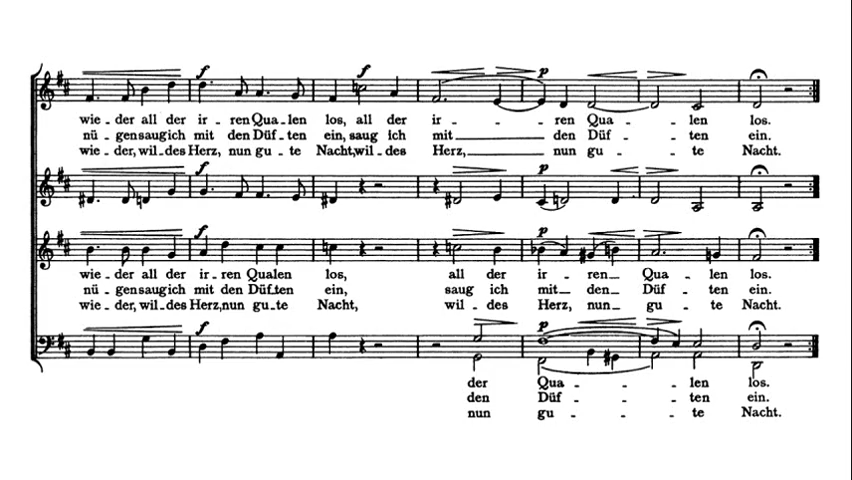 f f p
wie-der all der ir-ren Qua-len los, all der ir- - - ren Qua- - - len los.
nü-gen saug ich mit den Düf-ten ein, saug ich mit den Düf- - - ten ein.
wie-der, wil-des Herz, nun gu-te Nacht, wil-des Herz, nun gu- - - te Nacht.
f p
f p
wie-der all der ir-ren Qualen los, all der ir- - ren Qua- - len los.
nü-gen saug ich mit den Düf-ten ein, saug ich mit den Düf- - ten ein.
wie-der, wil-des Herz, nun gu-te Nacht, wil-des Herz, nun gu- - te Nacht.
f p
der Qua- - - - len los.
den Düf- - - - ten ein.
nun gu- - - - te Nacht.